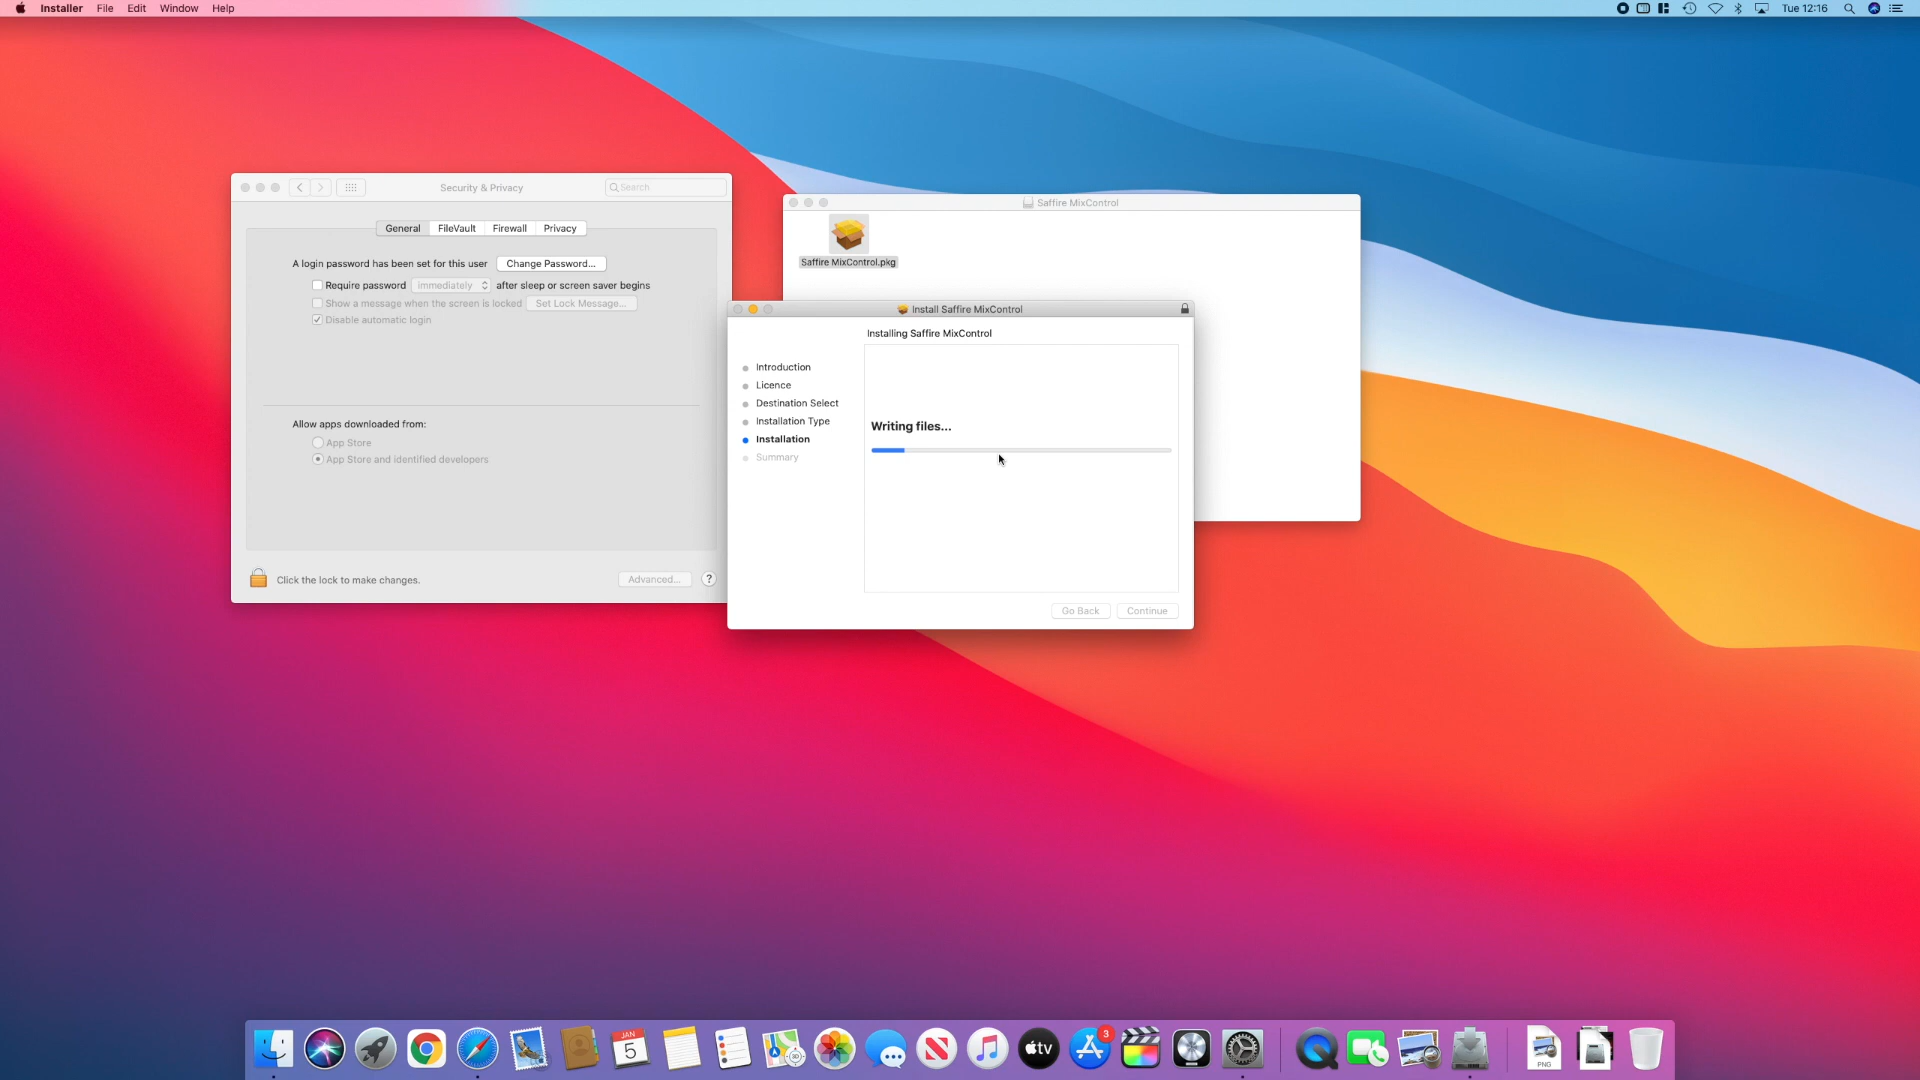 Installer File Edit Window Help
Tue 12:16
Security & Privacy
Search
General FileVault Firewall Privacy
A login password has been set for this user Change Password...
Require password immediately after sleep or screen saver begins
Show a message when the screen is locked Set Lock Message...
Disable automatic login
Allow apps downloaded from:
App Store
App Store and identified developers
Click the lock to make changes.
Advanced... ?
Saffire MixControl
Saffire MixControl.pkg
Install Saffire MixControl
Installing Saffire MixControl
Introduction
Licence
Destination Select
Installation Type
Installation
Summary
Writing files...
Go Back Continue
JAN
5
3D
tv
3
PNG